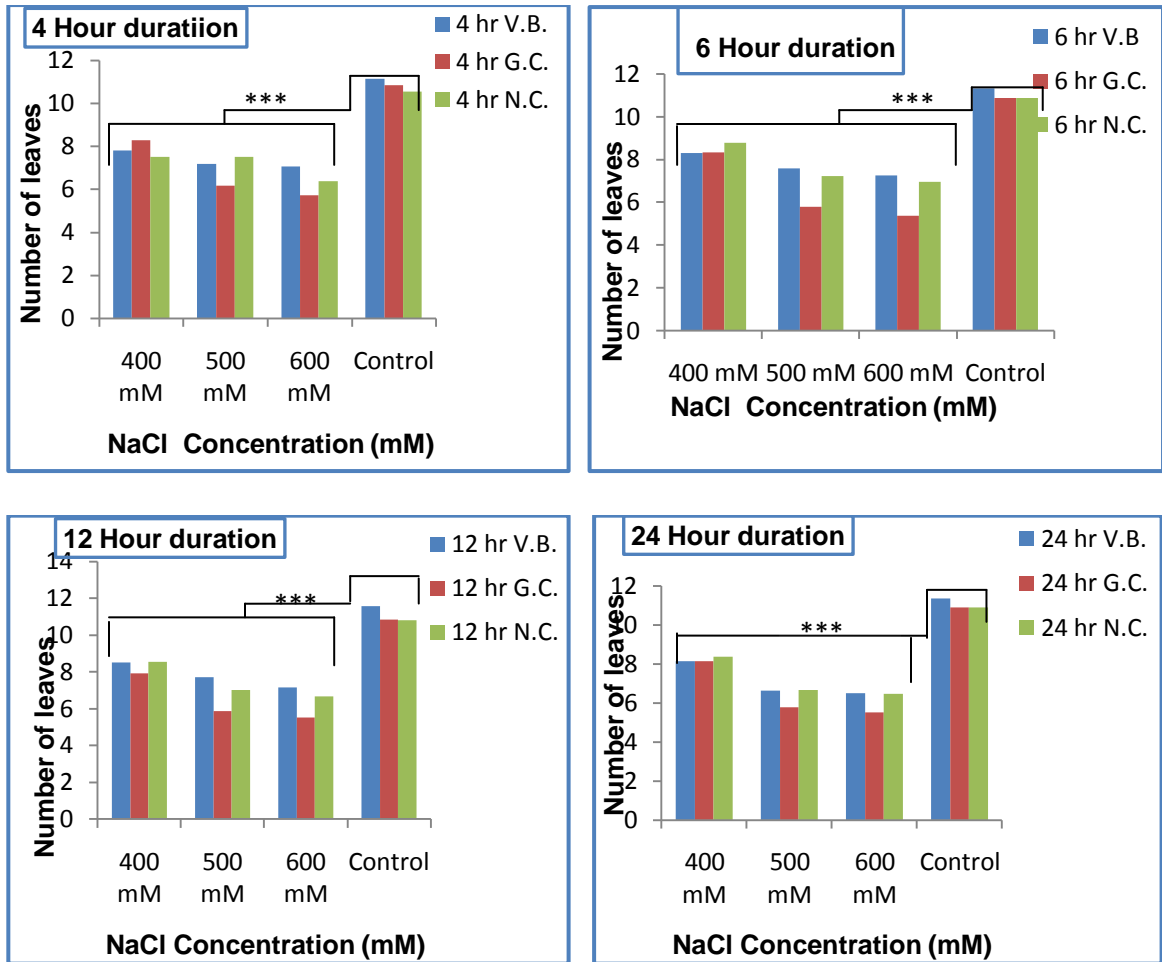 4 Hour duratiion
4 hr V.B.
4 hr G.C.
4 hr N.C.
Number of leaves
12
10
8
6
4
2
0
***
400 mM
500 mM
600 mM
Control
NaCl Concentration (mM)
6 Hour duration
6 hr V.B
6 hr G.C.
6 hr N.C.
Number of leaves
12
10
8
6
4
2
0
***
400 mM 500 mM 600 mM Control
NaCl Concentration (mM)
12 Hour duration
12 hr V.B.
12 hr G.C.
12 hr N.C.
Number of leaves
14
12
10
8
6
4
2
0
***
400 mM
500 mM
600 mM
Control
NaCl Concentration (mM)
24 Hour duration
24 hr V.B.
24 hr G.C.
24 hr N.C.
Number of leaves
12
10
8
6
4
2
0
***
400 mM
500 mM
600 mM
Control
NaCl Concentration (mM)